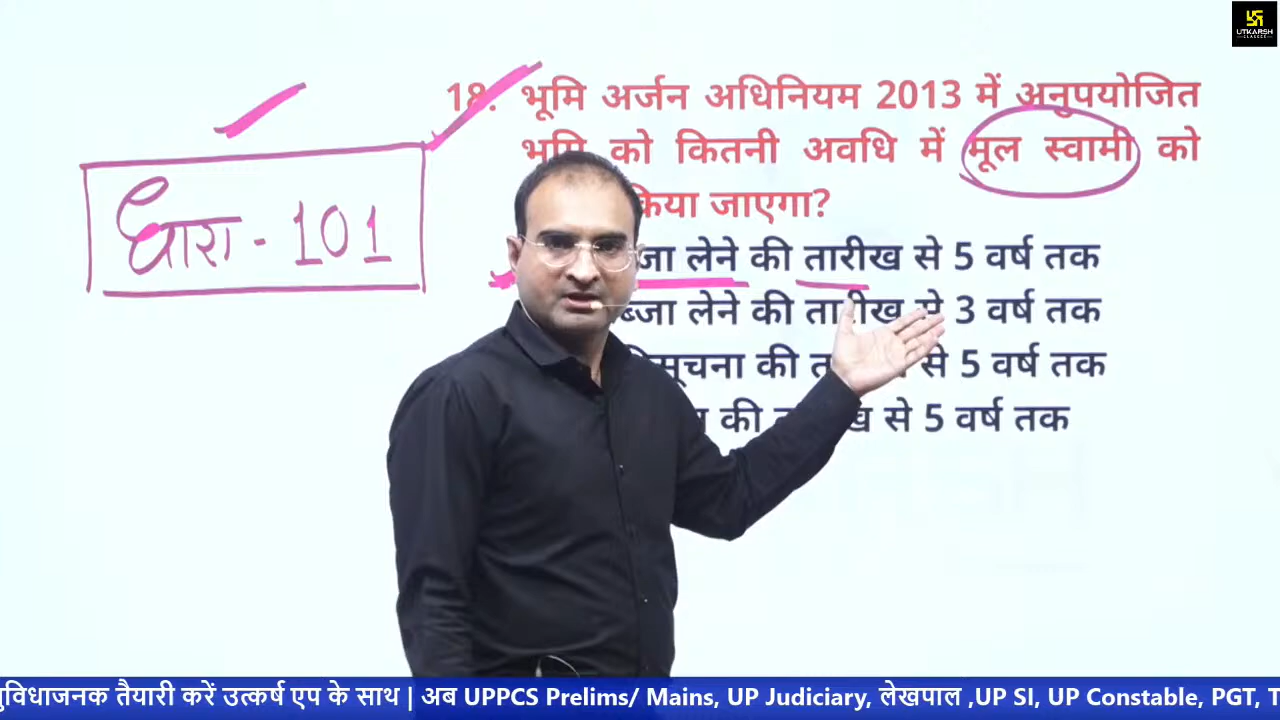 UTKARSH
CLASSES
18. भूमि अर्जन अधिनियम 2013 में अनुपयोजित
भूमि को कितनी अवधि में मूल स्वामी को
किया जाएगा?
लेने की तारीख से 5 वर्ष तक
लेने की तारीख से 3 वर्ष तक
की से 5 वर्ष तक
की से 5 वर्ष तक
धारा - 101
तैयारी करें उत्कर्ष एप के साथ | अब UPPCS Prelims/ Mains, UP Judiciary, लेखपाल ,UP SI, UP Constable, PGT,